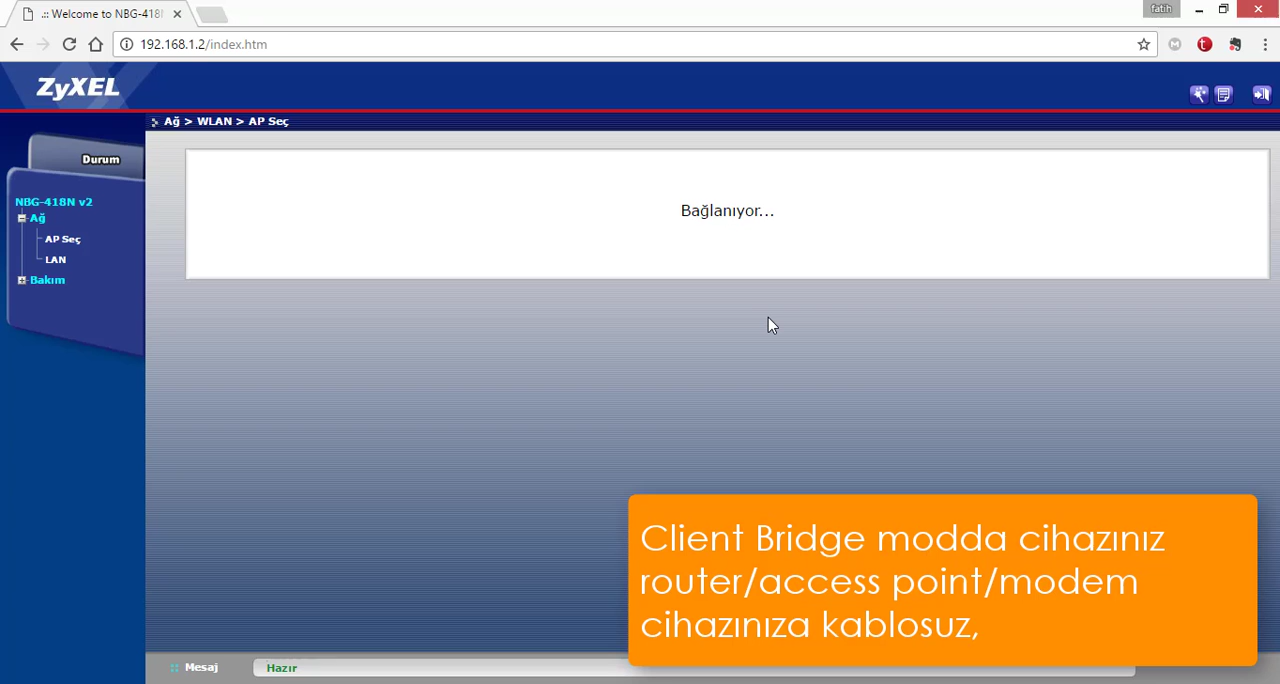 .:: Welcome to NBG-418N
fatih
192.168.1.2/index.htm
ZyXEL
Ağ > WLAN > AP Seç
Durum
NBG-418N v2
Ağ
AP Seç
LAN
Bakım
Bağlanıyor...
Client Bridge modda cihazınız
router/access point/modem
cihazınıza kablosuz,
Mesaj
Hazır